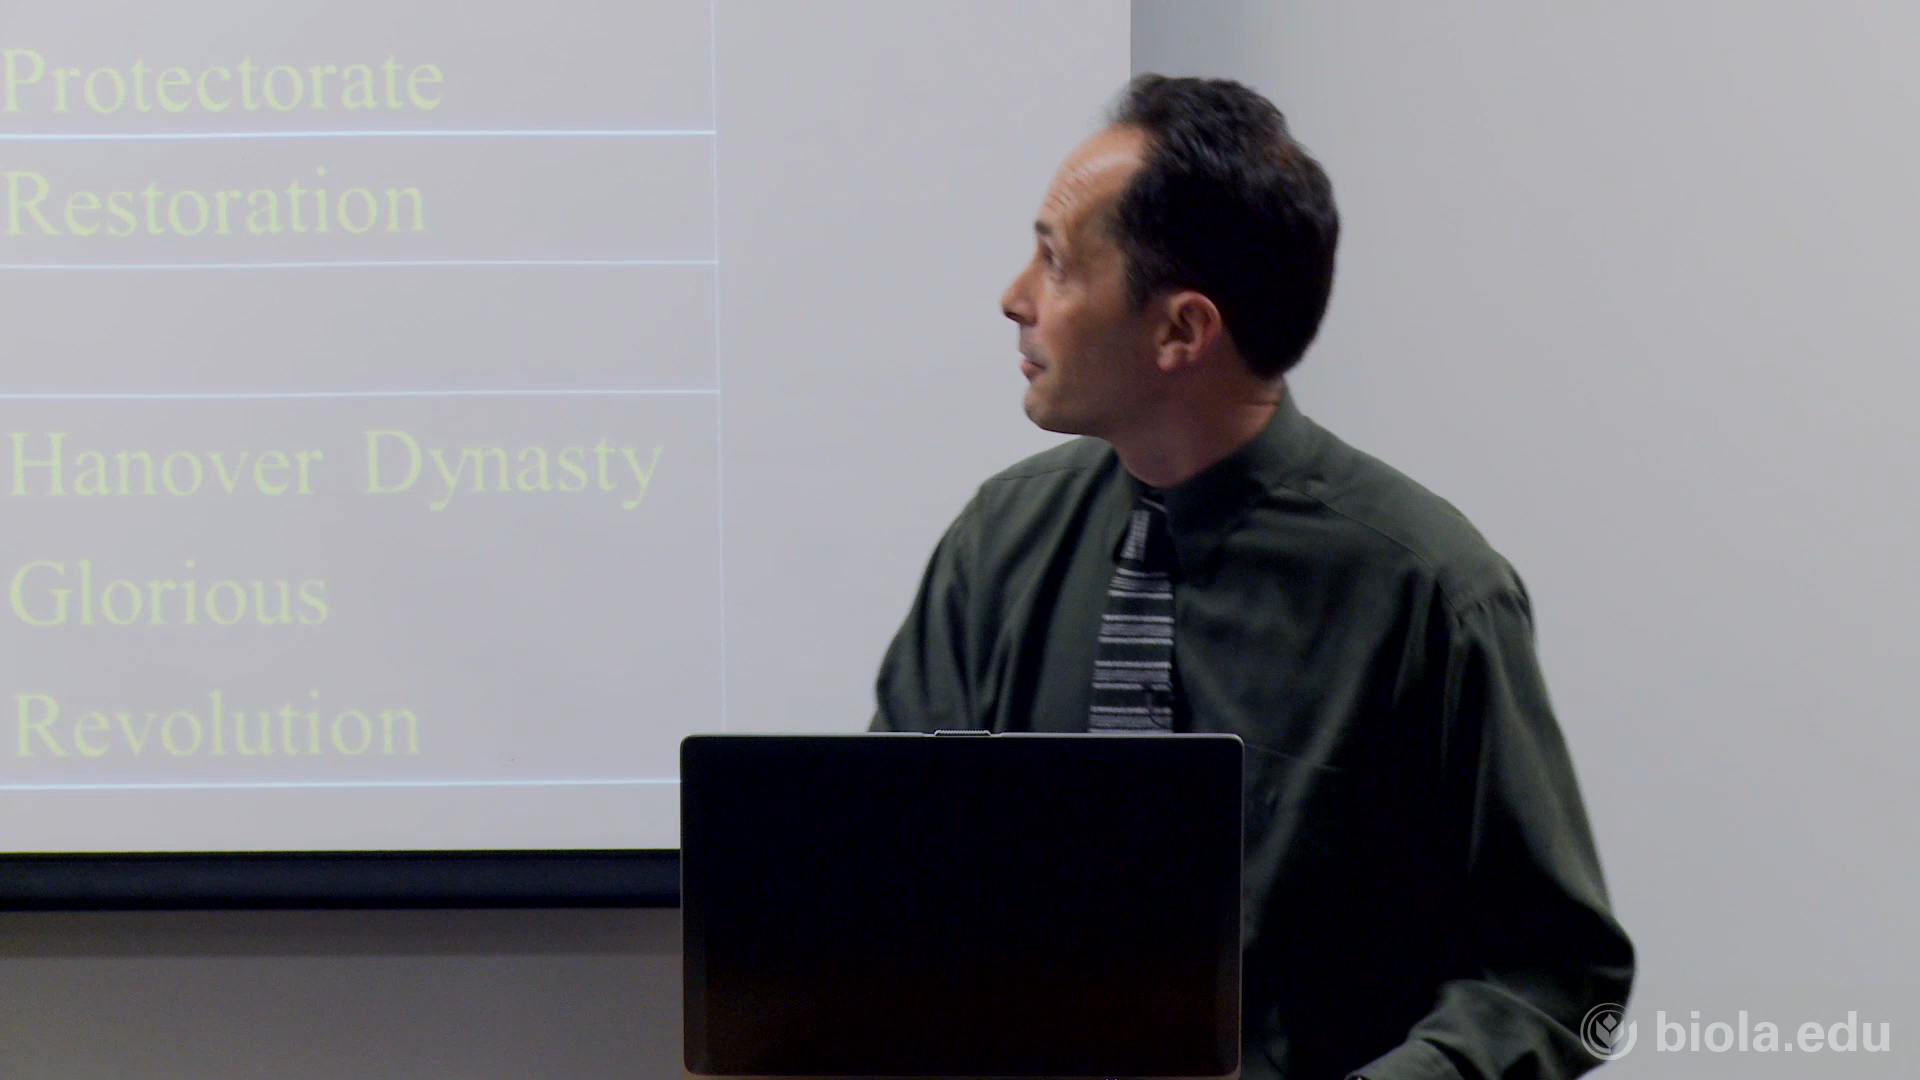 Protectorate
Restoration
Hanover Dynasty
Glorious
Revolution
biola.edu